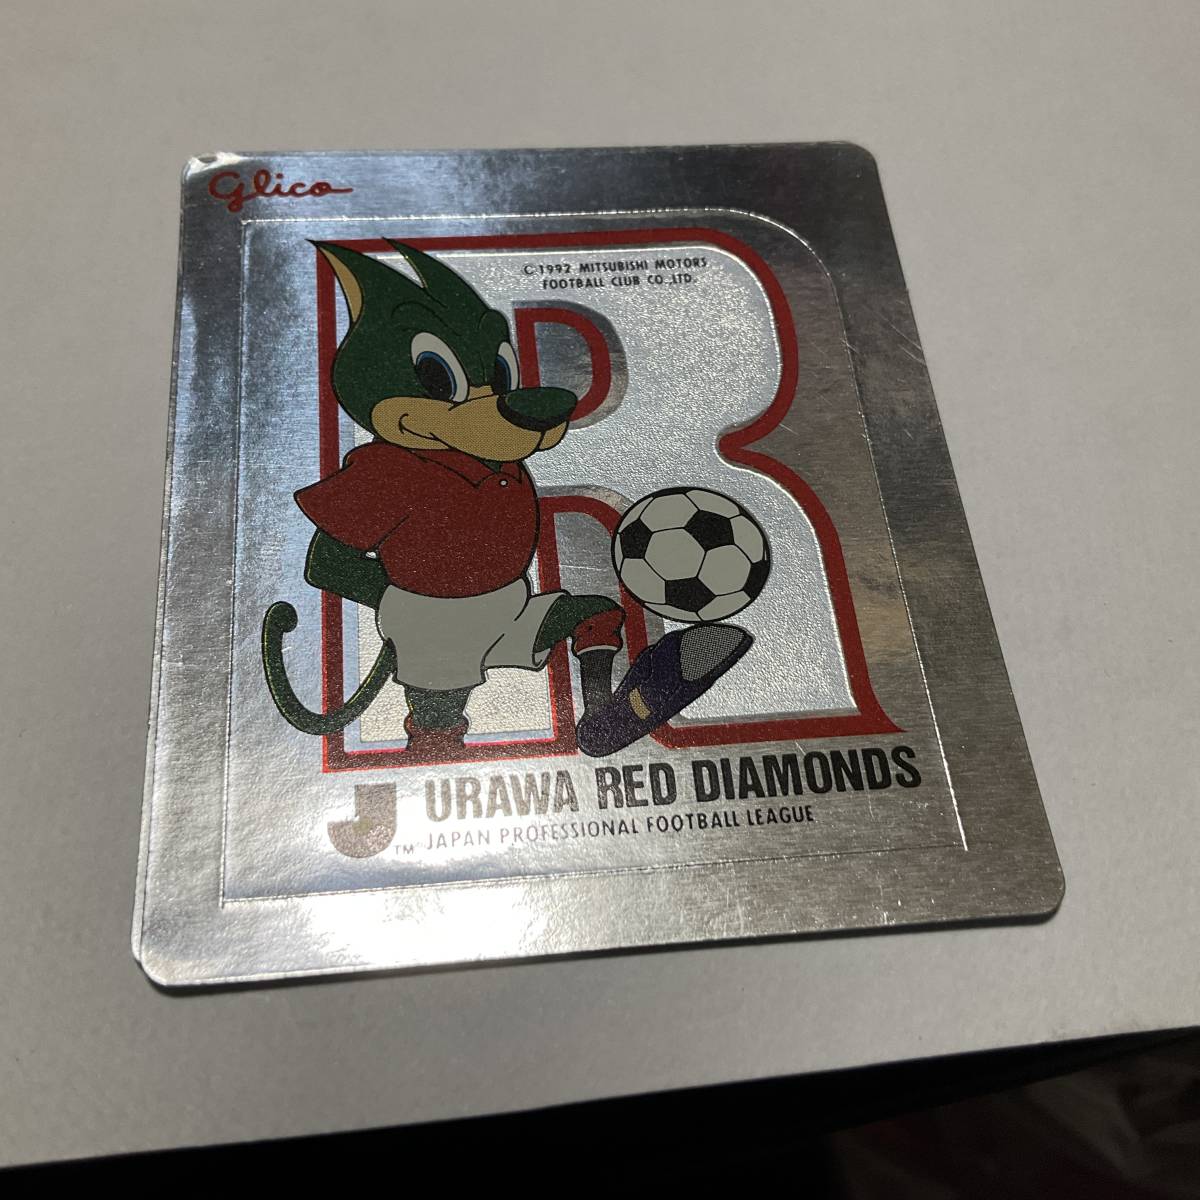 Glico
C 1992 MITSUBISHI MOTORS
FOOTBALL CLUB CO.,LTD.
R
J TM
URAWA RED DIAMONDS
JAPAN PROFESSIONAL FOOTBALL LEAGUE